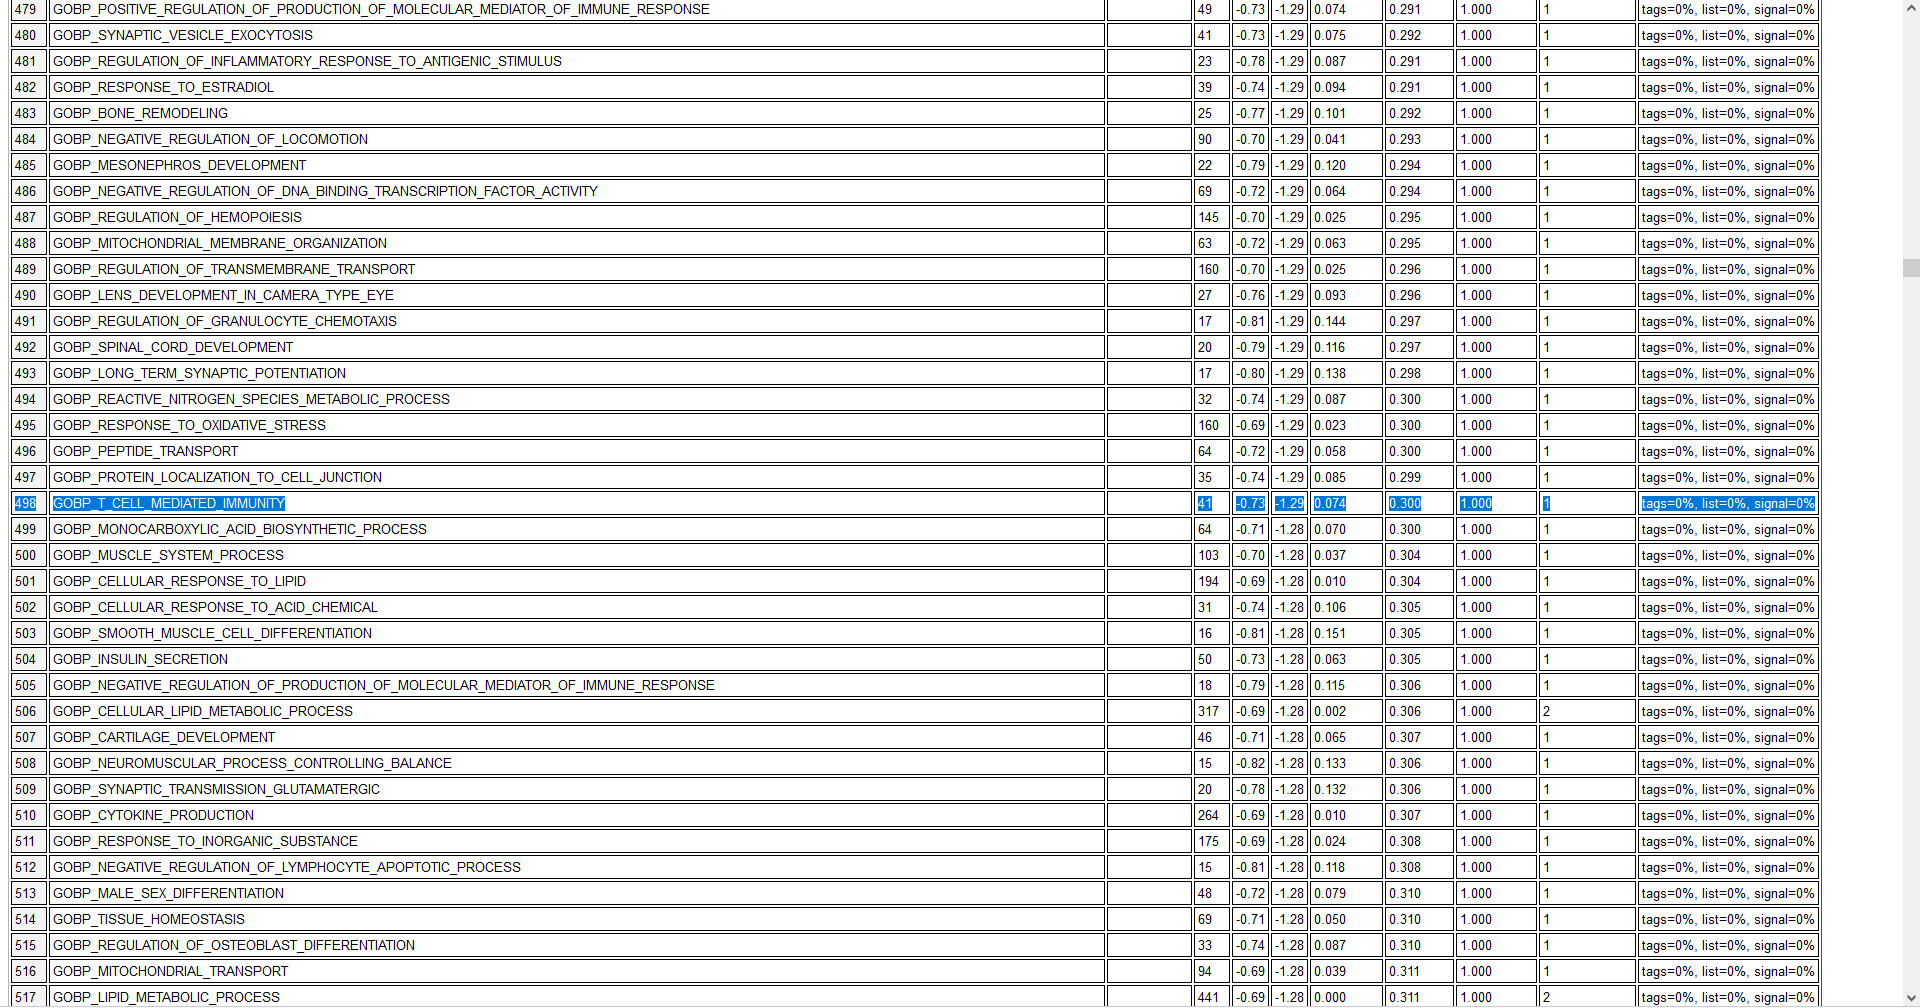 479 GOBP_POSITIVE_REGULATION_OF_PRODUCTION_OF_MOLECULAR_MEDIATOR_OF_IMMUNE_RESPONSE 49 -0.73 -1.29 0.074 0.291 1.000 1 tags=0%, list=0%, signal=0%
480 GOBP_SYNAPTIC_VESICLE_EXOCYTOSIS 41 -0.73 -1.29 0.075 0.292 1.000 1 tags=0%, list=0%, signal=0%
481 GOBP_REGULATION_OF_INFLAMMATORY_RESPONSE_TO_ANTIGENIC_STIMULUS 23 -0.78 -1.29 0.087 0.291 1.000 1 tags=0%, list=0%, signal=0%
482 GOBP_RESPONSE_TO_ESTRADIOL 39 -0.74 -1.29 0.094 0.291 1.000 1 tags=0%, list=0%, signal=0%
483 GOBP_BONE_REMODELING 25 -0.77 -1.29 0.101 0.292 1.000 1 tags=0%, list=0%, signal=0%
484 GOBP_NEGATIVE_REGULATION_OF_LOCOMOTION 90 -0.70 -1.29 0.041 0.293 1.000 1 tags=0%, list=0%, signal=0%
485 GOBP_MESONEPHROS_DEVELOPMENT 22 -0.79 -1.29 0.120 0.294 1.000 1 tags=0%, list=0%, signal=0%
486 GOBP_NEGATIVE_REGULATION_OF_DNA_BINDING_TRANSCRIPTION_FACTOR_ACTIVITY 69 -0.72 -1.29 0.064 0.294 1.000 1 tags=0%, list=0%, signal=0%
487 GOBP_REGULATION_OF_HEMOPOIESIS 145 -0.70 -1.29 0.025 0.295 1.000 1 tags=0%, list=0%, signal=0%
488 GOBP_MITOCHONDRIAL_MEMBRANE_ORGANIZATION 63 -0.72 -1.29 0.063 0.295 1.000 1 tags=0%, list=0%, signal=0%
489 GOBP_REGULATION_OF_TRANSMEMBRANE_TRANSPORT 160 -0.70 -1.29 0.025 0.296 1.000 1 tags=0%, list=0%, signal=0%
490 GOBP_LENS_DEVELOPMENT_IN_CAMERA_TYPE_EYE 27 -0.76 -1.29 0.093 0.296 1.000 1 tags=0%, list=0%, signal=0%
491 GOBP_REGULATION_OF_GRANULOCYTE_CHEMOTAXIS 17 -0.81 -1.29 0.144 0.297 1.000 1 tags=0%, list=0%, signal=0%
492 GOBP_SPINAL_CORD_DEVELOPMENT 20 -0.79 -1.29 0.116 0.297 1.000 1 tags=0%, list=0%, signal=0%
493 GOBP_LONG_TERM_SYNAPTIC_POTENTIATION 17 -0.80 -1.29 0.138 0.298 1.000 1 tags=0%, list=0%, signal=0%
494 GOBP_REACTIVE_NITROGEN_SPECIES_METABOLIC_PROCESS 32 -0.74 -1.29 0.087 0.300 1.000 1 tags=0%, list=0%, signal=0%
495 GOBP_RESPONSE_TO_OXIDATIVE_STRESS 160 -0.69 -1.29 0.023 0.300 1.000 1 tags=0%, list=0%, signal=0%
496 GOBP_PEPTIDE_TRANSPORT 64 -0.72 -1.29 0.058 0.300 1.000 1 tags=0%, list=0%, signal=0%
497 GOBP_PROTEIN_LOCALIZATION_TO_CELL_JUNCTION 35 -0.74 -1.29 0.085 0.299 1.000 1 tags=0%, list=0%, signal=0%
498 GOBP_T_CELL_MEDIATED_IMMUNITY 41 -0.73 -1.29 0.074 0.300 1.000 1 tags=0%, list=0%, signal=0%
499 GOBP_MONOCARBOXYLIC_ACID_BIOSYNTHETIC_PROCESS 64 -0.71 -1.28 0.070 0.300 1.000 1 tags=0%, list=0%, signal=0%
500 GOBP_MUSCLE_SYSTEM_PROCESS 103 -0.70 -1.28 0.037 0.304 1.000 1 tags=0%, list=0%, signal=0%
501 GOBP_CELLULAR_RESPONSE_TO_LIPID 194 -0.69 -1.28 0.010 0.304 1.000 1 tags=0%, list=0%, signal=0%
502 GOBP_CELLULAR_RESPONSE_TO_ACID_CHEMICAL 31 -0.74 -1.28 0.106 0.305 1.000 1 tags=0%, list=0%, signal=0%
503 GOBP_SMOOTH_MUSCLE_CELL_DIFFERENTIATION 16 -0.81 -1.28 0.151 0.305 1.000 1 tags=0%, list=0%, signal=0%
504 GOBP_INSULIN_SECRETION 50 -0.73 -1.28 0.063 0.305 1.000 1 tags=0%, list=0%, signal=0%
505 GOBP_NEGATIVE_REGULATION_OF_PRODUCTION_OF_MOLECULAR_MEDIATOR_OF_IMMUNE_RESPONSE 18 -0.79 -1.28 0.115 0.306 1.000 1 tags=0%, list=0%, signal=0%
506 GOBP_CELLULAR_LIPID_METABOLIC_PROCESS 317 -0.69 -1.28 0.002 0.306 1.000 2 tags=0%, list=0%, signal=0%
507 GOBP_CARTILAGE_DEVELOPMENT 46 -0.71 -1.28 0.065 0.307 1.000 1 tags=0%, list=0%, signal=0%
508 GOBP_NEUROMUSCULAR_PROCESS_CONTROLLING_BALANCE 15 -0.82 -1.28 0.133 0.306 1.000 1 tags=0%, list=0%, signal=0%
509 GOBP_SYNAPTIC_TRANSMISSION_GLUTAMATERGIC 20 -0.78 -1.28 0.132 0.306 1.000 1 tags=0%, list=0%, signal=0%
510 GOBP_CYTOKINE_PRODUCTION 264 -0.69 -1.28 0.010 0.307 1.000 1 tags=0%, list=0%, signal=0%
511 GOBP_RESPONSE_TO_INORGANIC_SUBSTANCE 175 -0.69 -1.28 0.024 0.308 1.000 1 tags=0%, list=0%, signal=0%
512 GOBP_NEGATIVE_REGULATION_OF_LYMPHOCYTE_APOPTOTIC_PROCESS 15 -0.81 -1.28 0.118 0.308 1.000 1 tags=0%, list=0%, signal=0%
513 GOBP_MALE_SEX_DIFFERENTIATION 48 -0.72 -1.28 0.079 0.310 1.000 1 tags=0%, list=0%, signal=0%
514 GOBP_TISSUE_HOMEOSTASIS 69 -0.71 -1.28 0.050 0.310 1.000 1 tags=0%, list=0%, signal=0%
515 GOBP_REGULATION_OF_OSTEOBLAST_DIFFERENTIATION 33 -0.74 -1.28 0.087 0.310 1.000 1 tags=0%, list=0%, signal=0%
516 GOBP_MITOCHONDRIAL_TRANSPORT 94 -0.69 -1.28 0.039 0.311 1.000 1 tags=0%, list=0%, signal=0%
517 GOBP_LIPID_METABOLIC_PROCESS 441 -0.69 -1.28 0.000 0.311 1.000 2 tags=0%, list=0%, signal=0%